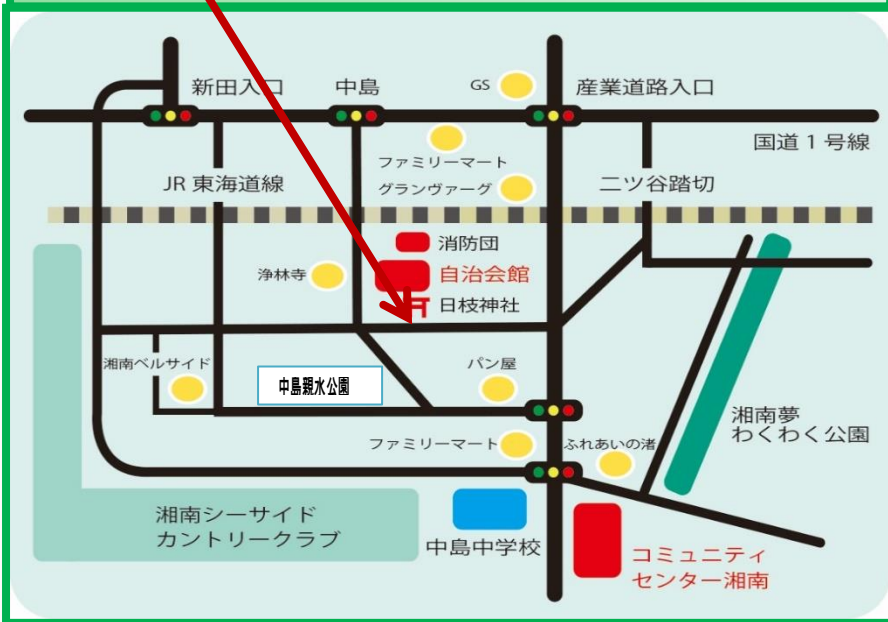 新田入口
中島
GS
産業道路入口
国道1号線
ファミリーマート
グランヴァーグ
JR 東海道線
二ツ谷踏切
消防団
浄林寺
自治会館
日枝神社
湘南ベルサイド
中島親水公園
パン屋
湘南夢
わくわく公園
ファミリーマート
ふれあいの渚
湘南シーサイド
カントリークラブ
中島中学校
コミュニティ
センター湘南